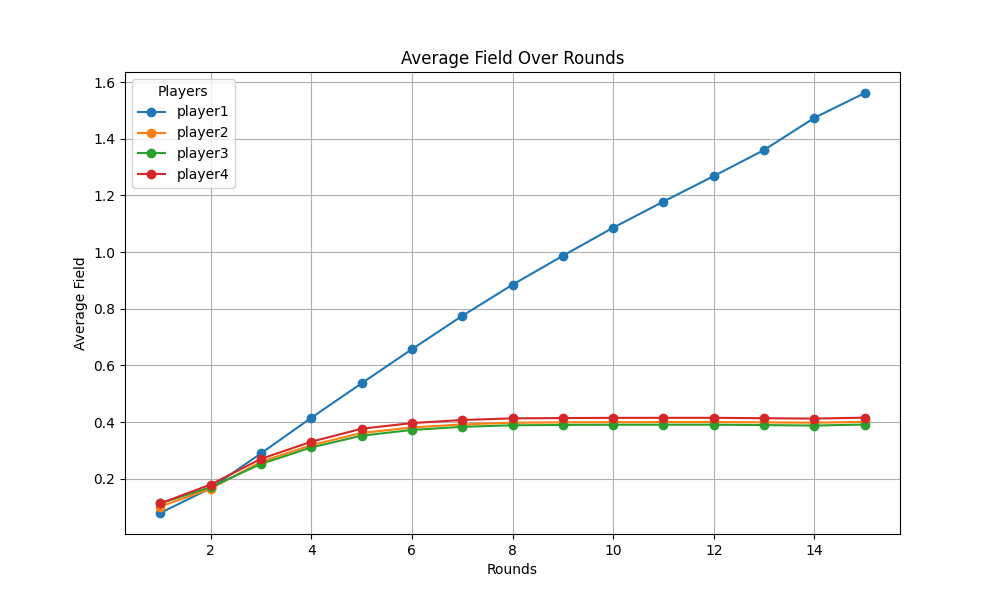 Average Field Over Rounds
Players
player1
player2
player3
player4
1.6
1.4
1.2
1.0
0.8
0.6
0.4
0.2
Average Field
2 4 6 8 10 12 14
Rounds